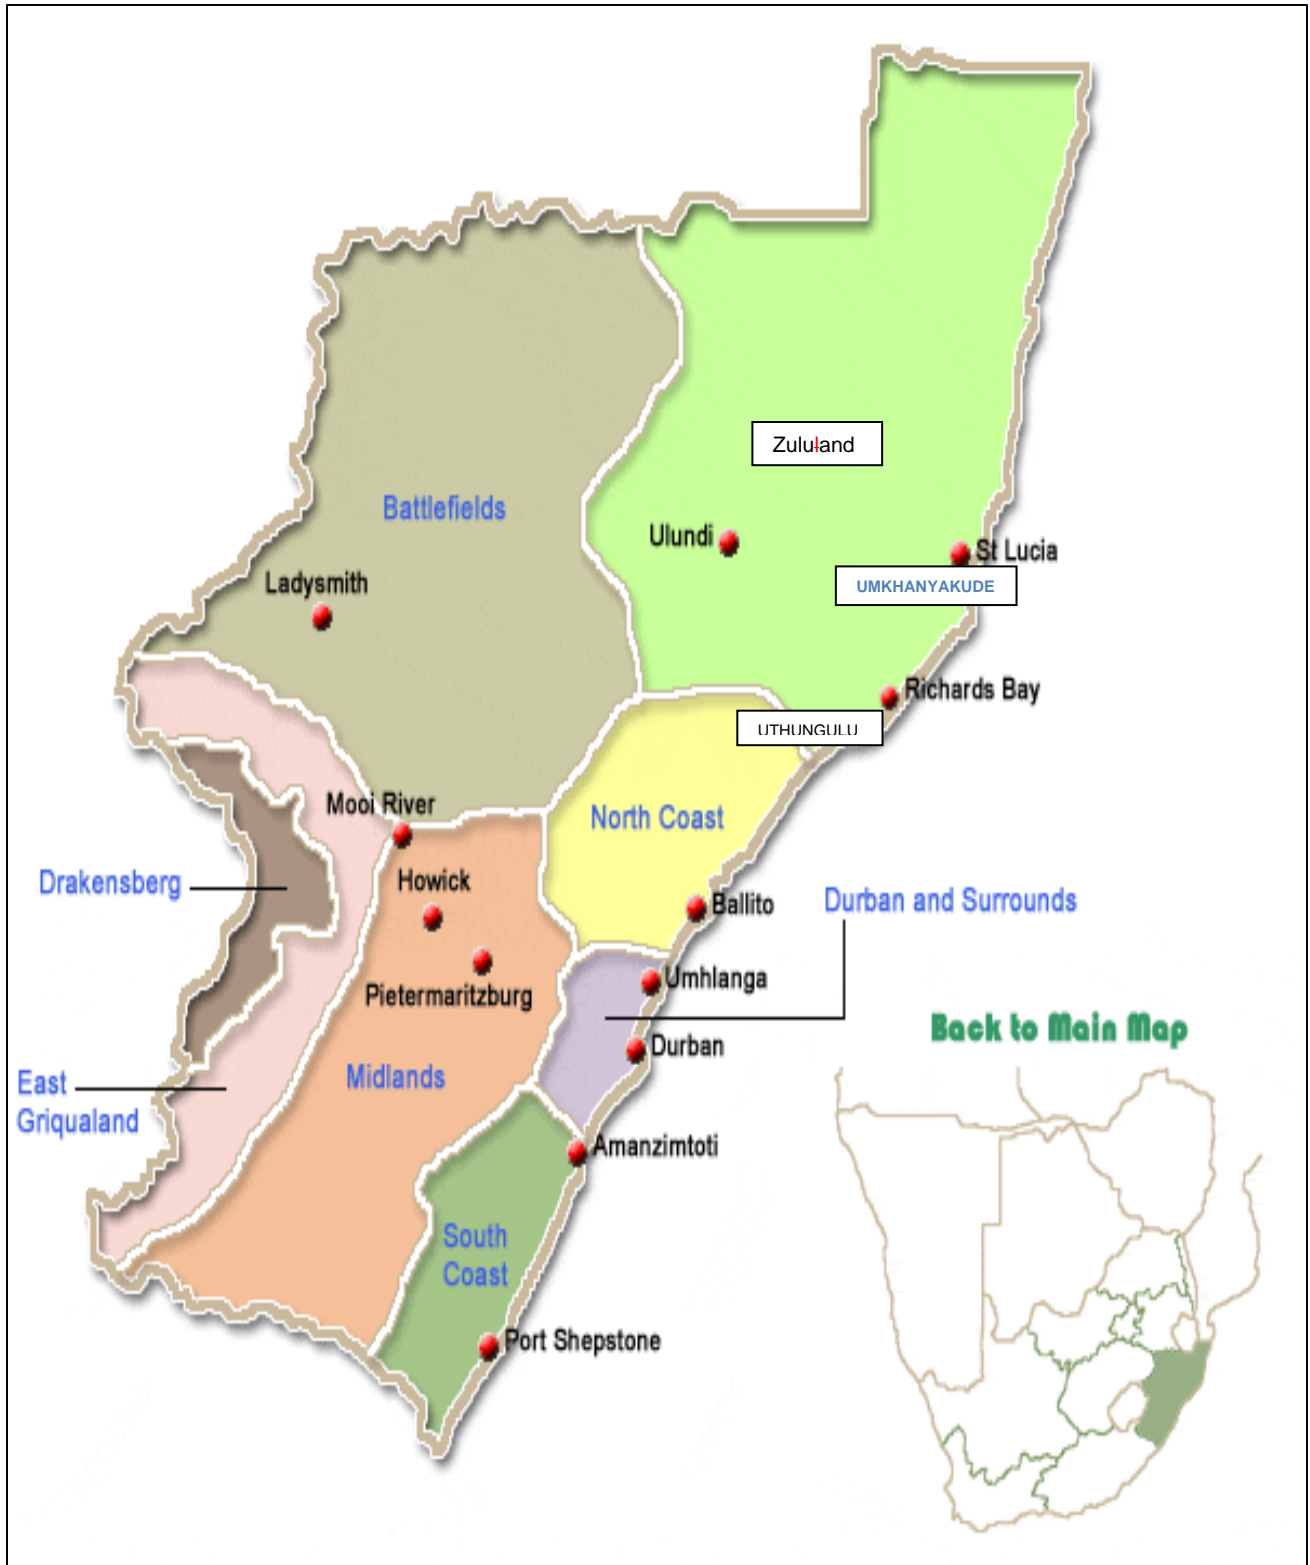 Zululand
Battlefields
Ulundi
St Lucia
Ladysmith
UMKHANYAKUDE
Richards Bay
UTHUNGULU
Mooi River
North Coast
Drakensberg
Howick
Ballito
Durban and Surrounds
Umhlanga
Pietermaritzburg
Back to Main Map
Durban
Midlands
East
Griqualand
Amanzimtoti
South
Coast
Port Shepstone